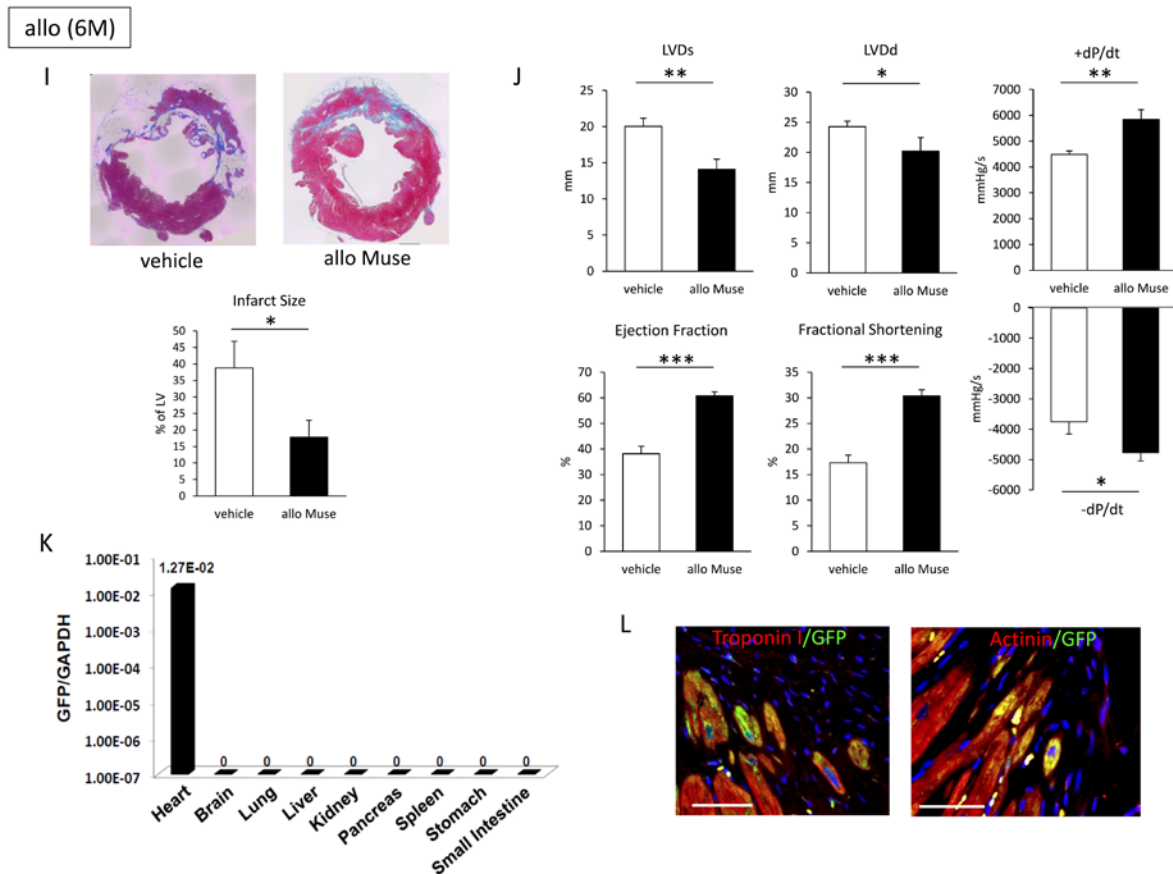 allo (6M)
I
vehicle
allo Muse
Infarct Size
*
% of LV
50
45
40
35
30
25
20
15
10
5
0
vehicle
allo Muse
J
LVDs
**
mm
25
20
15
10
5
0
vehicle
allo Muse
LVDd
*
mm
30
25
20
15
10
5
0
vehicle
allo Muse
+dP/dt
**
mmHg/s
7000
6000
5000
4000
3000
2000
1000
0
vehicle
allo Muse
Ejection Fraction
***
%
70
60
50
40
30
20
10
0
vehicle
allo Muse
Fractional Shortening
***
%
35
30
25
20
15
10
5
0
vehicle
allo Muse
mmHg/s
0
-1000
-2000
-3000
-4000
-5000
-6000
*
-dP/dt
K
GFP/GAPDH
1.00E-01
1.00E-02
1.00E-03
1.00E-04
1.00E-05
1.00E-06
1.00E-07
1.27E-02
0 0 0 0 0 0 0 0
Heart
Brain
Lung
Liver
Kidney
Pancreas
Spleen
Stomach
Small Intestine
L
Troponin I/GFP
Actinin/GFP